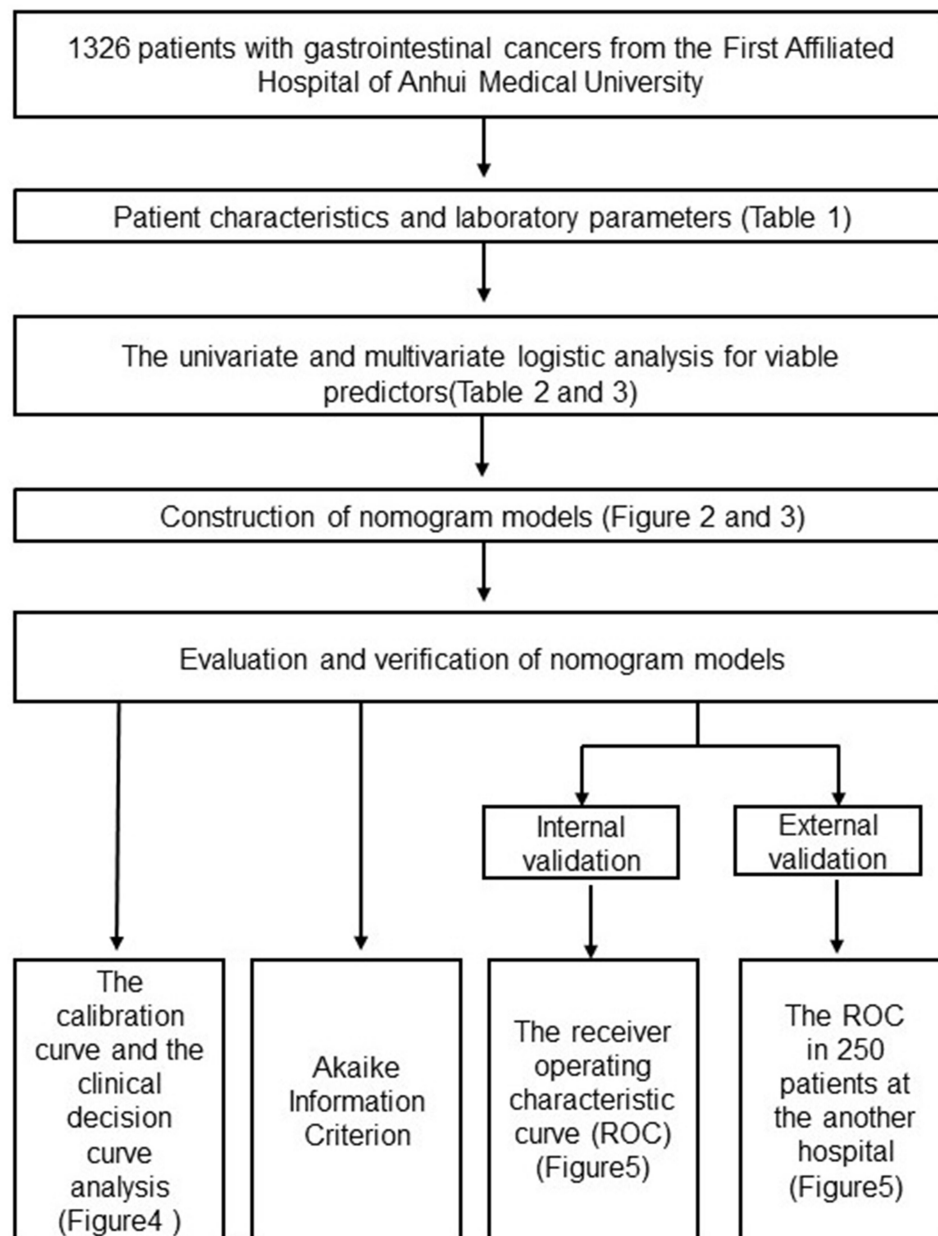 1326 patients with gastrointestinal cancers from the First Affiliated
Hospital of Anhui Medical University
Patient characteristics and laboratory parameters (Table 1)
The univariate and multivariate logistic analysis for viable
predictors(Table 2 and 3)
Construction of nomogram models (Figure 2 and 3)
Evaluation and verification of nomogram models
Internal
validation
External
validation
The
calibration
curve and the
clinical
decision
curve
analysis
(Figure4 )
Akaike
Information
Criterion
The receiver
operating
characteristic
curve (ROC)
(Figure5)
The ROC
in 250
patients at
the another
hospital
(Figure5)